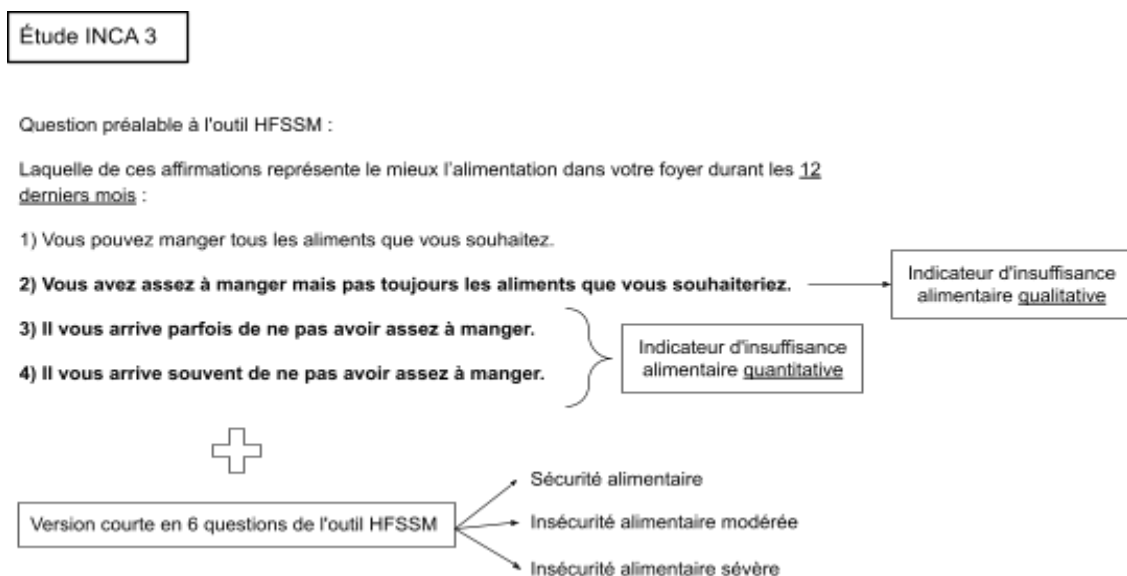 Étude INCA 3
Question préalable à l'outil HFSSM :
Laquelle de ces affirmations représente le mieux l'alimentation dans votre foyer durant les 12
derniers mois :
1) Vous pouvez manger tous les aliments que vous souhaitez.
2) Vous avez assez à manger mais pas toujours les aliments que vous souhaiteriez.
Indicateur d'insuffisance
alimentaire qualitative
3) Il vous arrive parfois de ne pas avoir assez à manger.
4) Il vous arrive souvent de ne pas avoir assez à manger.
Indicateur d'insuffisance
alimentaire quantitative
Version courte en 6 questions de l'outil HFSSM
Sécurité alimentaire
Insécurité alimentaire modérée
Insécurité alimentaire sévère